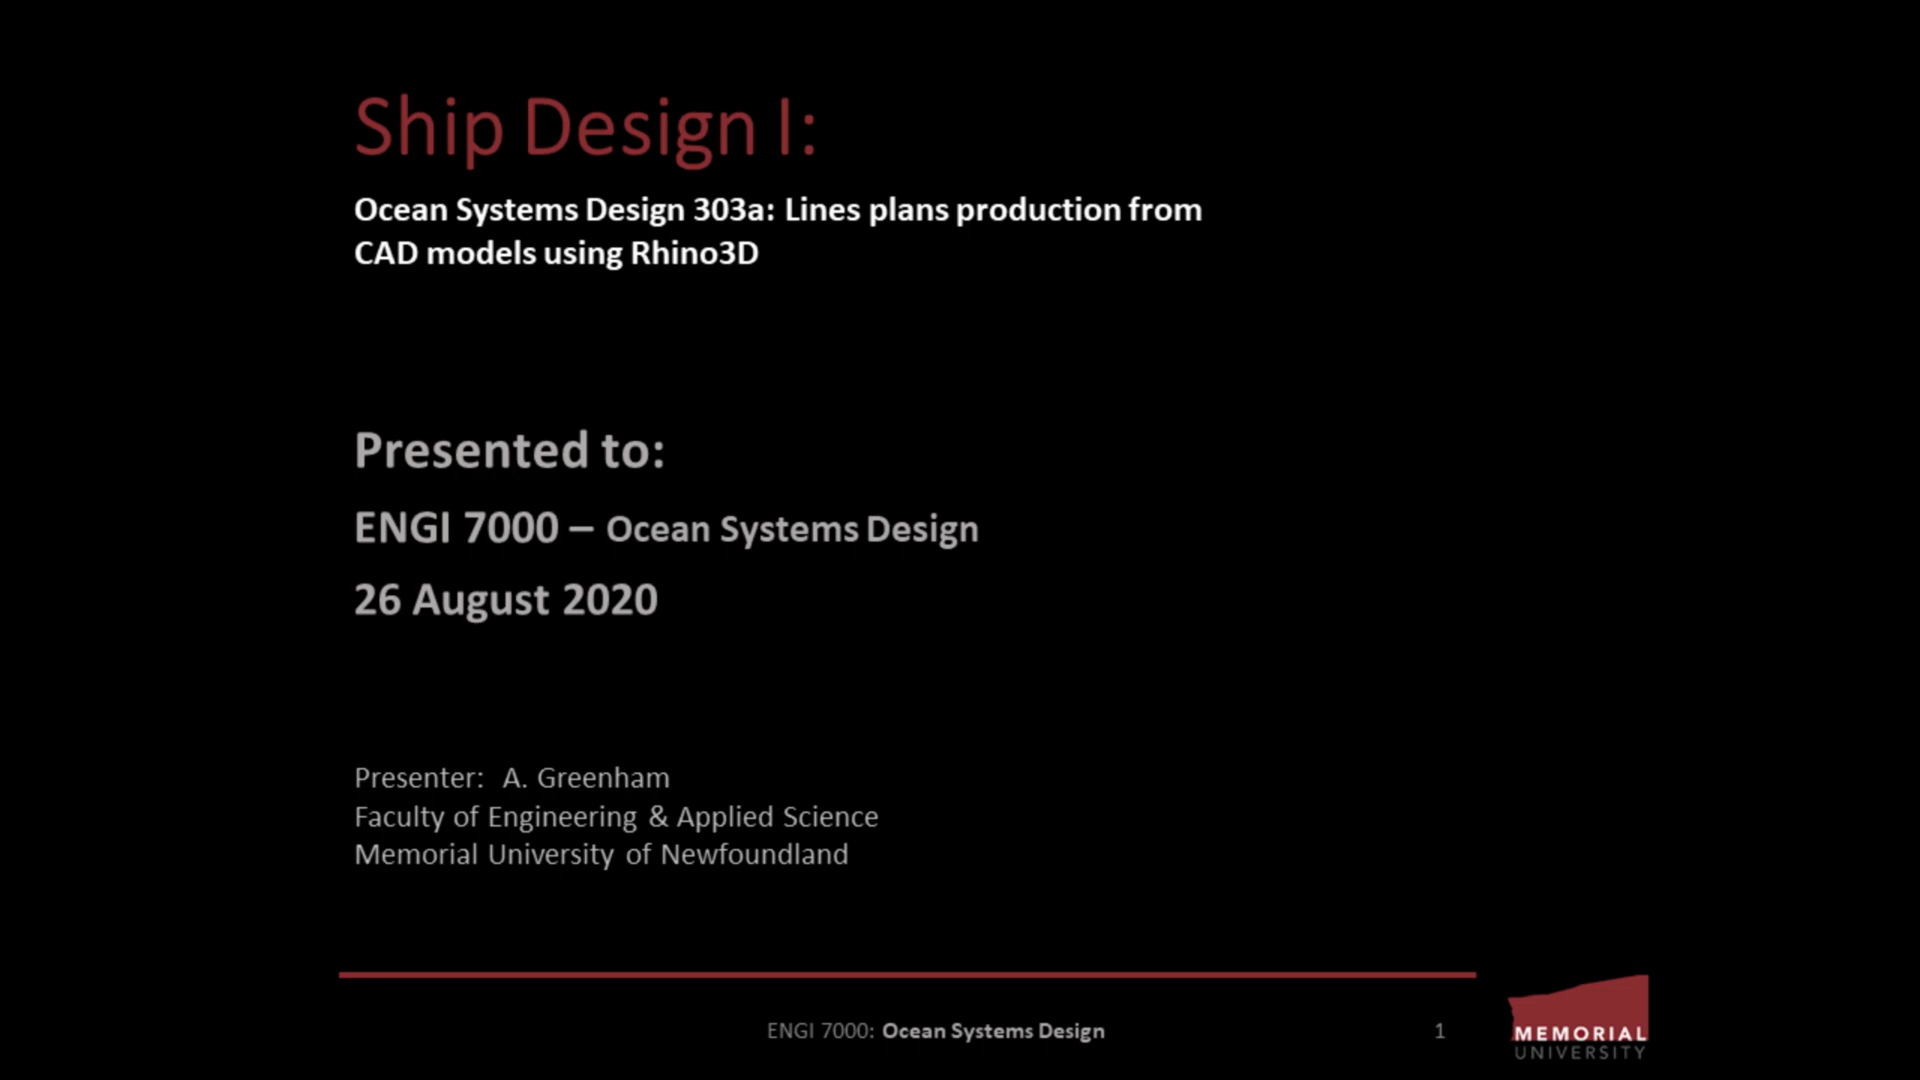 Ship Design I:
Ocean Systems Design 303a: Lines plans production from
CAD models using Rhino3D
Presented to:
ENGI 7000 – Ocean Systems Design
26 August 2020
Presenter: A. Greenham
Faculty of Engineering & Applied Science
Memorial University of Newfoundland
ENGI 7000: Ocean Systems Design
1
MEMORIAL
UNIVERSITY